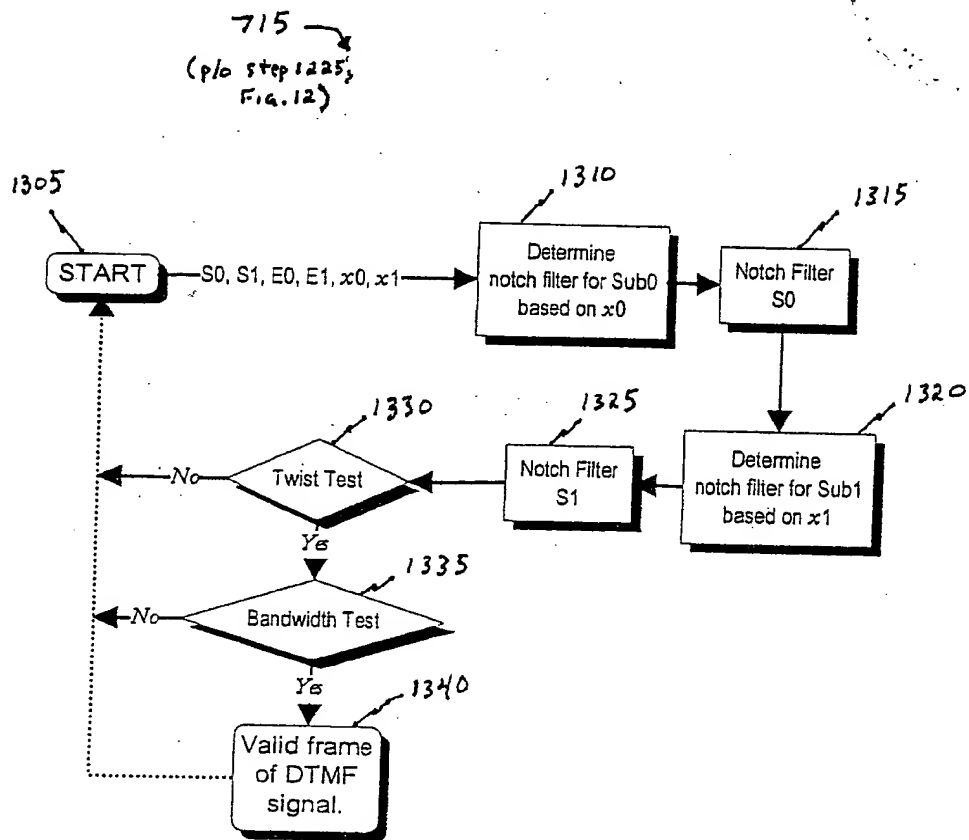 715
(p/o step 1225;
Fig. 12)
1305
START
S0, S1, E0, E1, x0, x1
1310
Determine
notch filter for Sub0
based on x0
1315
Notch Filter
S0
1320
Determine
notch filter for Sub1
based on x1
1325
Notch Filter
S1
1330
Twist Test
No
Yes
1335
Bandwidth Test
No
Yes
1340
Valid frame
of DTMF
signal.